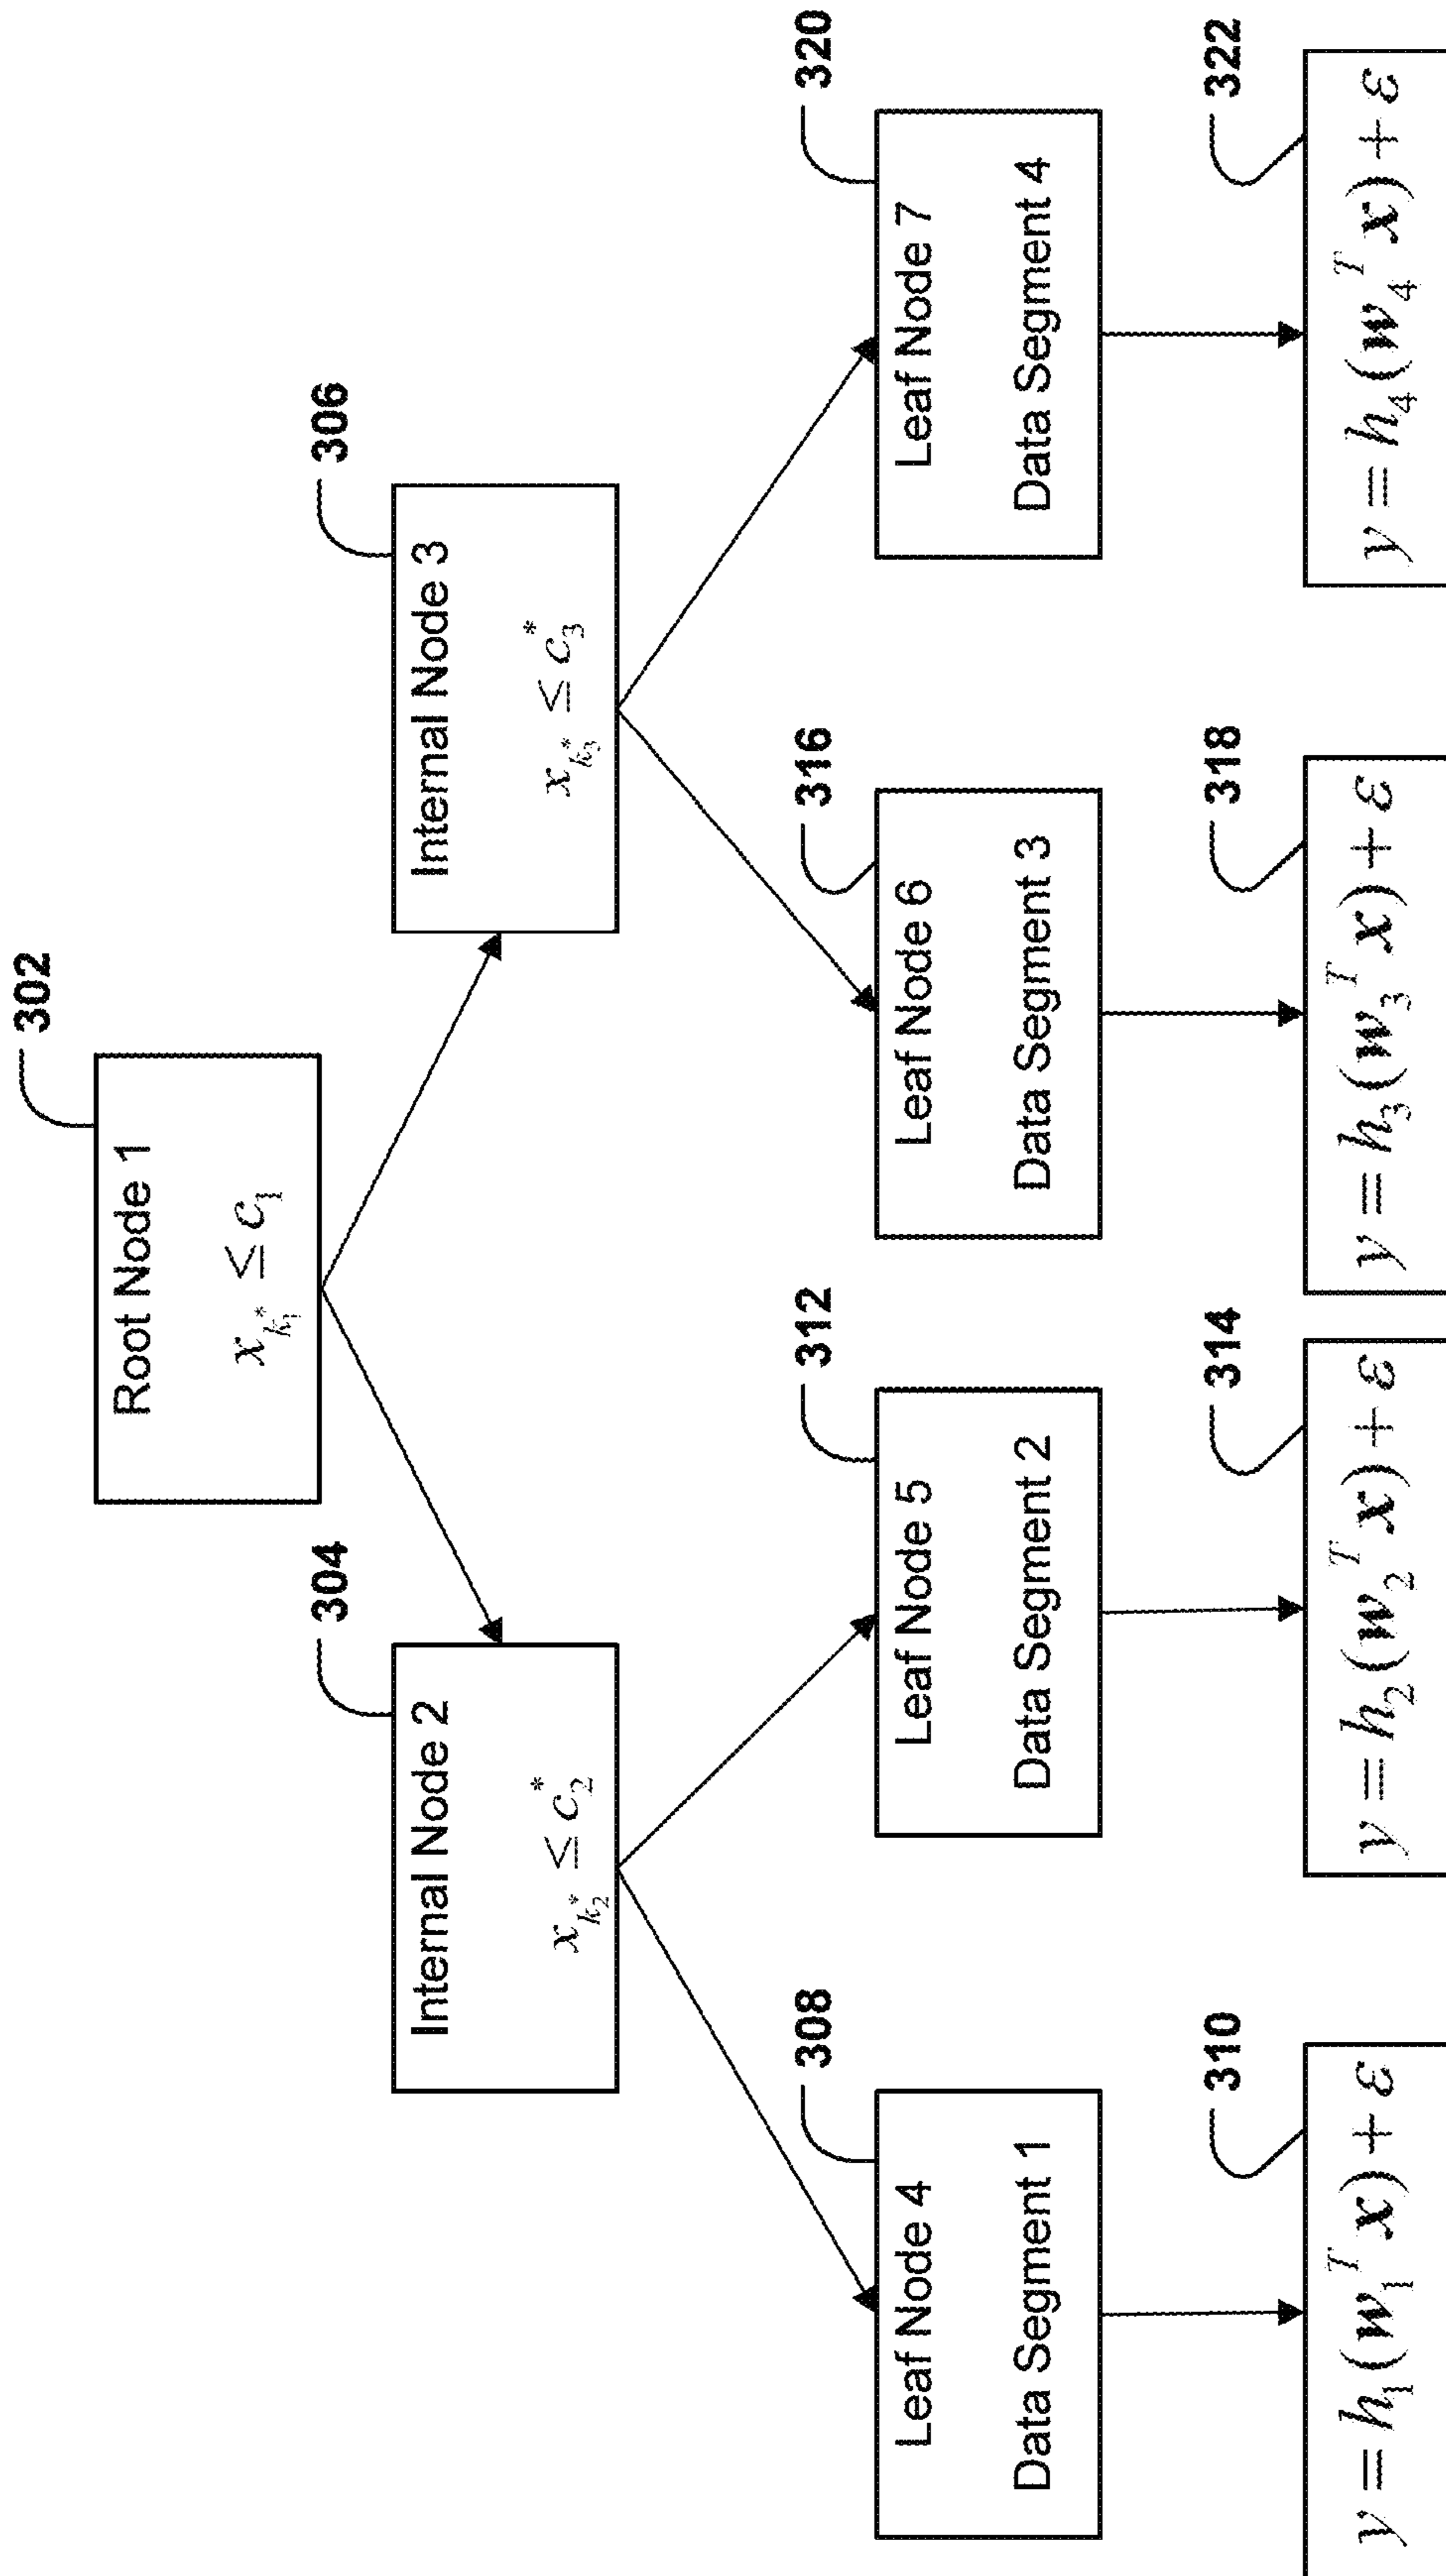 302
Root Node 1
x_{k_1^*} ≤ c_1
304
Internal Node 2
x_{k_2^*} ≤ c_2^*
306
Internal Node 3
x_{k_3^*} ≤ c_3^*
308
Leaf Node 4
Data Segment 1
312
Leaf Node 5
Data Segment 2
316
Leaf Node 6
Data Segment 3
320
Leaf Node 7
Data Segment 4
310
y = h_1(w_1^T x) + ε
314
y = h_2(w_2^T x) + ε
318
y = h_3(w_3^T x) + ε
322
y = h_4(w_4^T x) + ε